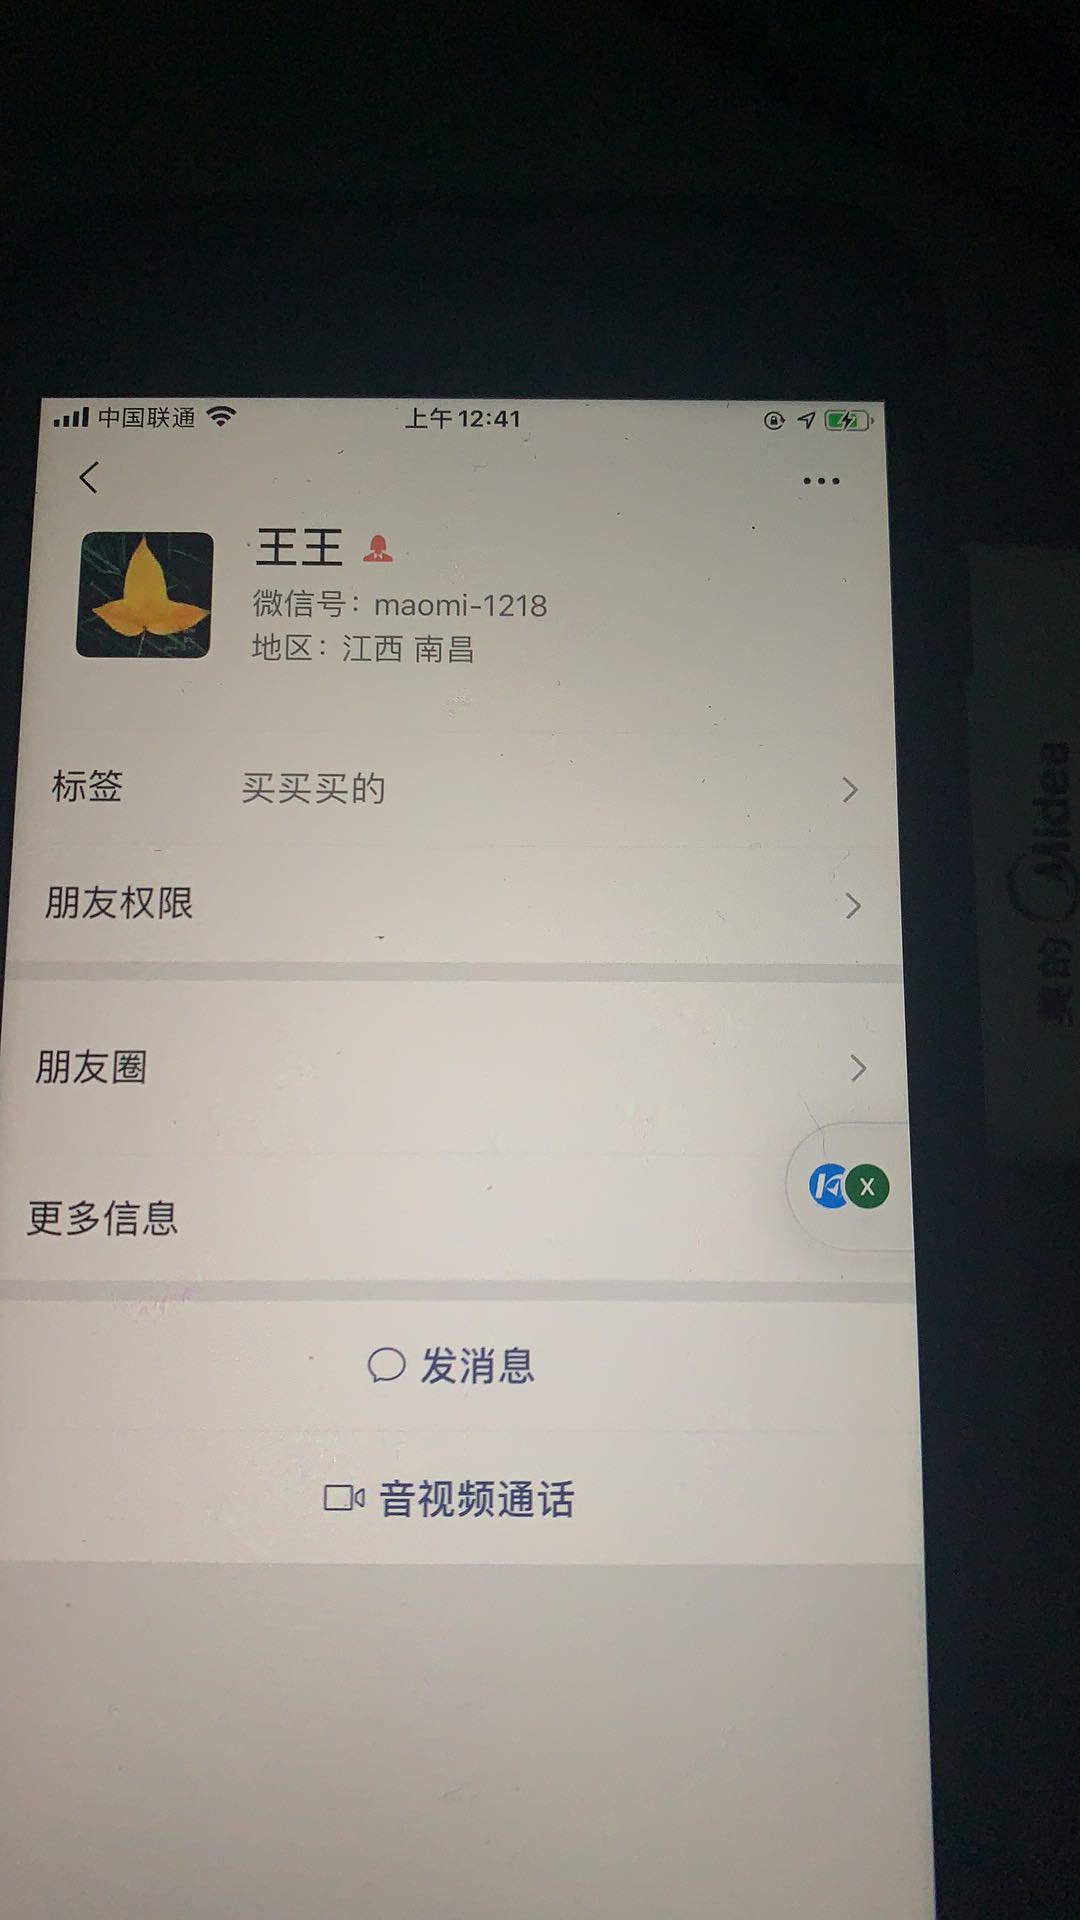 中国联通
上午12:41
王王
微信号：maomi-1218
地区：江西 南昌
标签 买买买的
朋友权限
朋友圈
更多信息
X
发消息
音视频通话
美的 Midea